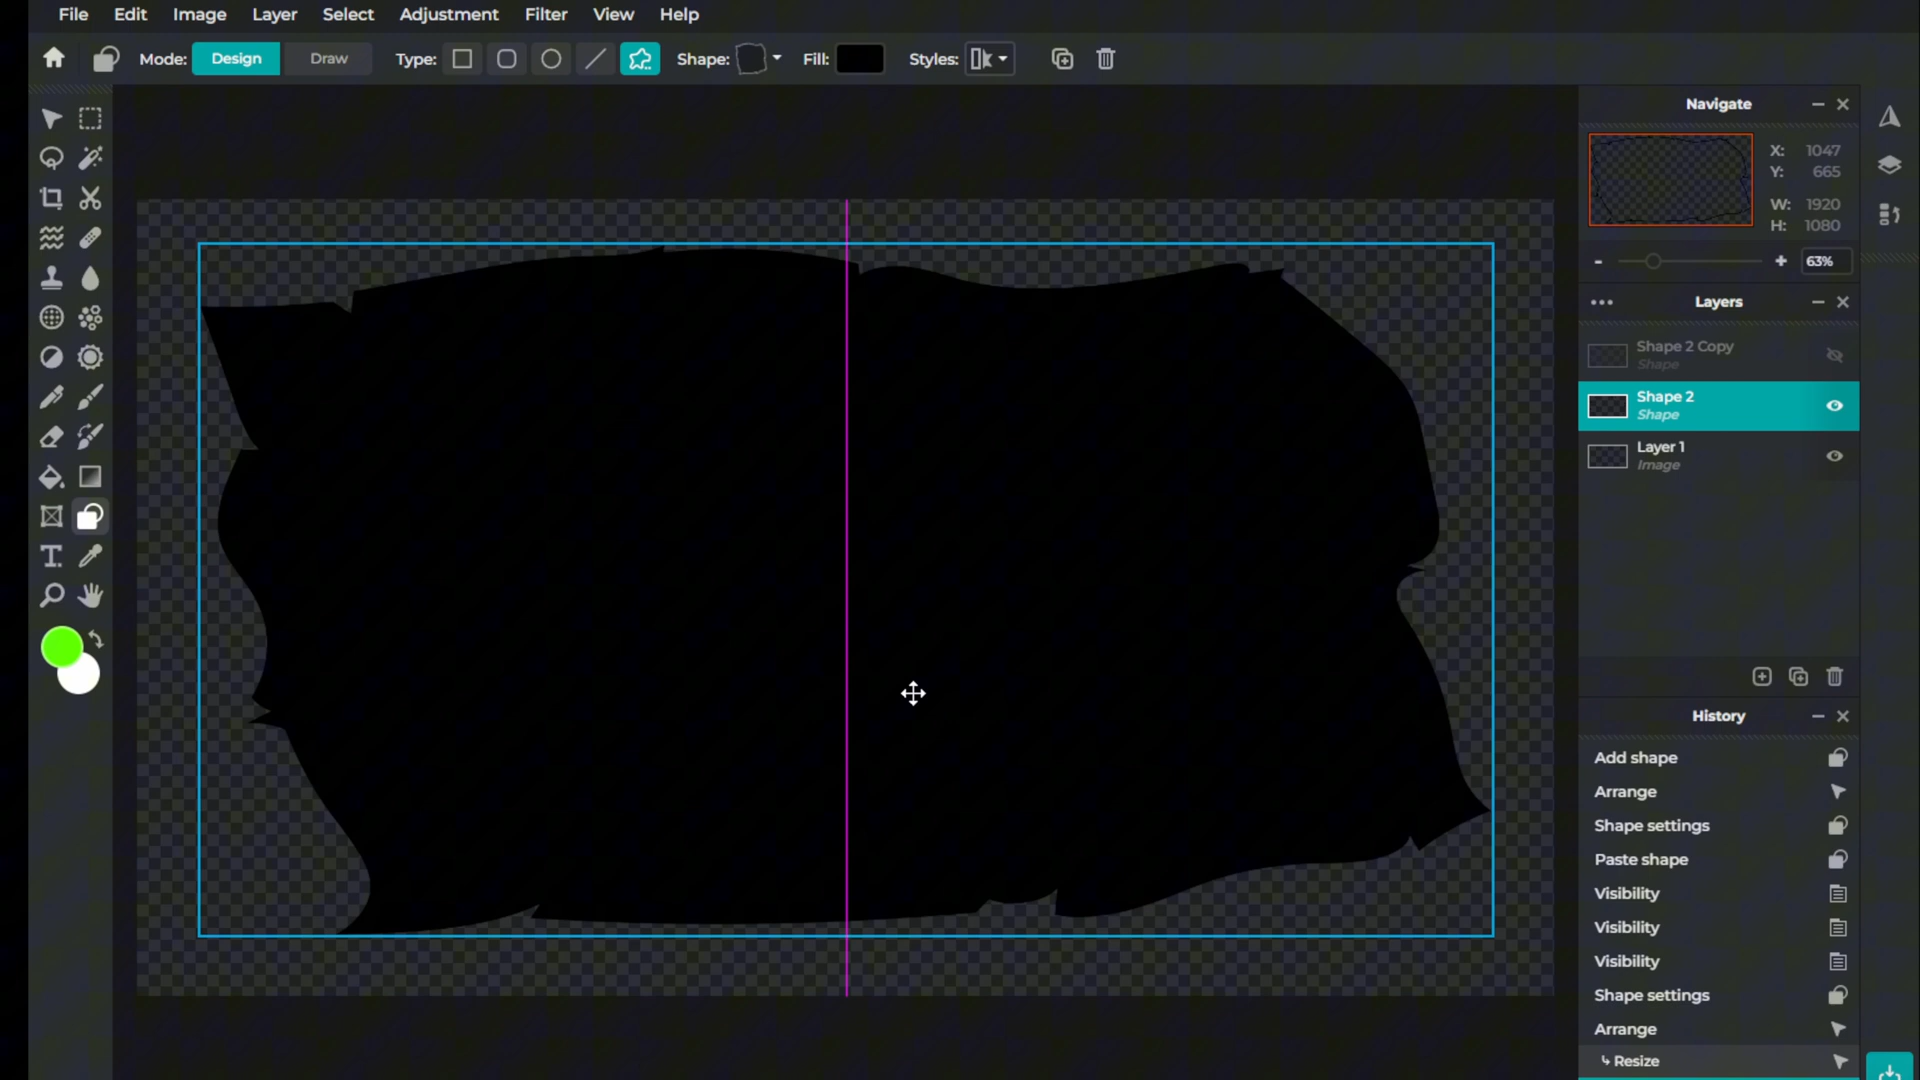 File Edit Image Layer Select Adjustment Filter View Help
Mode: Design Draw Type: Shape: Fill: Styles:
Navigate
X: 1047
Y: 665
W: 1920
H: 1080
- + 63%
Layers
Shape 2 Copy
Shape
Shape 2
Shape
Layer 1
Image
History
Add shape
Arrange
Shape settings
Paste shape
Visibility
Visibility
Visibility
Shape settings
Arrange
Resize